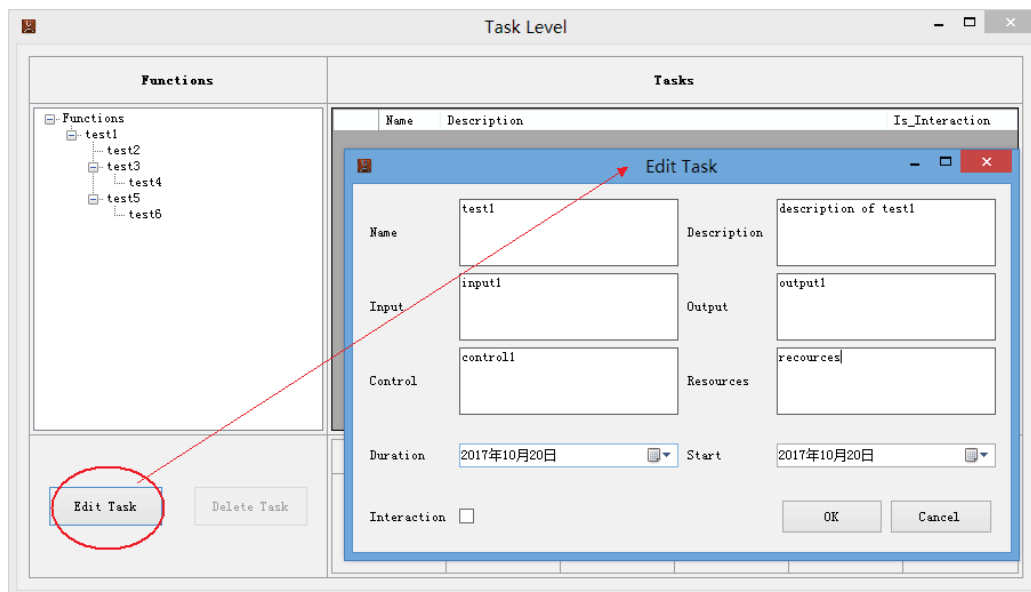 Task Level
Functions
Tasks
Functions
test1
test2
test3
test4
test5
test6
Name Description Is_Interaction
Edit Task
Name test1 Description description of test1
Input input1 Output output1
Control control1 Resources recources
Duration 2017年10月20日 Start 2017年10月20日
Interaction OK Cancel
Edit Task Delete Task